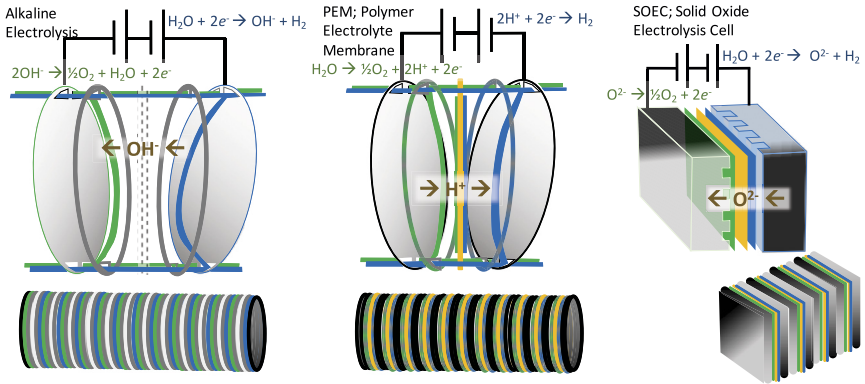 Alkaline
Electrolysis
H₂O + 2e⁻ → OH⁻ + H₂
2OH⁻ → ½O₂ + H₂O + 2e⁻
← OH⁻ ←
PEM; Polymer
Electrolyte
Membrane
2H⁺ + 2e⁻ → H₂
H₂O → ½O₂ + 2H⁺ + 2e⁻
→ H⁺ →
SOEC; Solid Oxide
Electrolysis Cell
H₂O + 2e⁻ → O²⁻ + H₂
O²⁻ → ½O₂ + 2e⁻
← O²⁻ ←